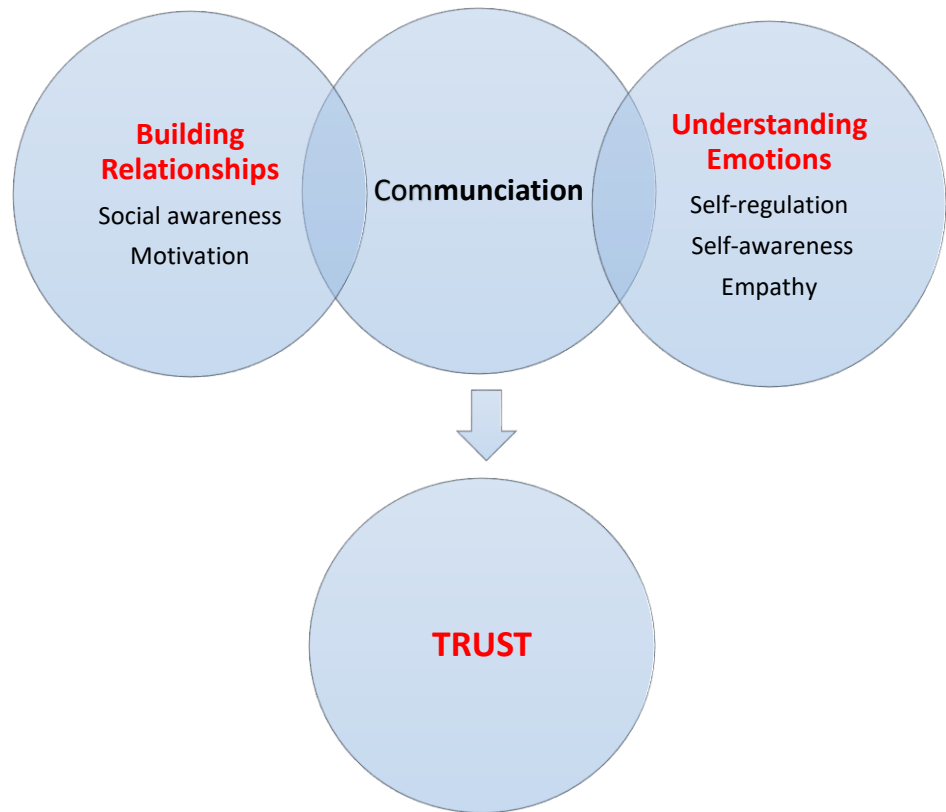 Building
Relationships
Social awareness
Motivation
Communciation
Understanding
Emotions
Self-regulation
Self-awareness
Empathy
TRUST